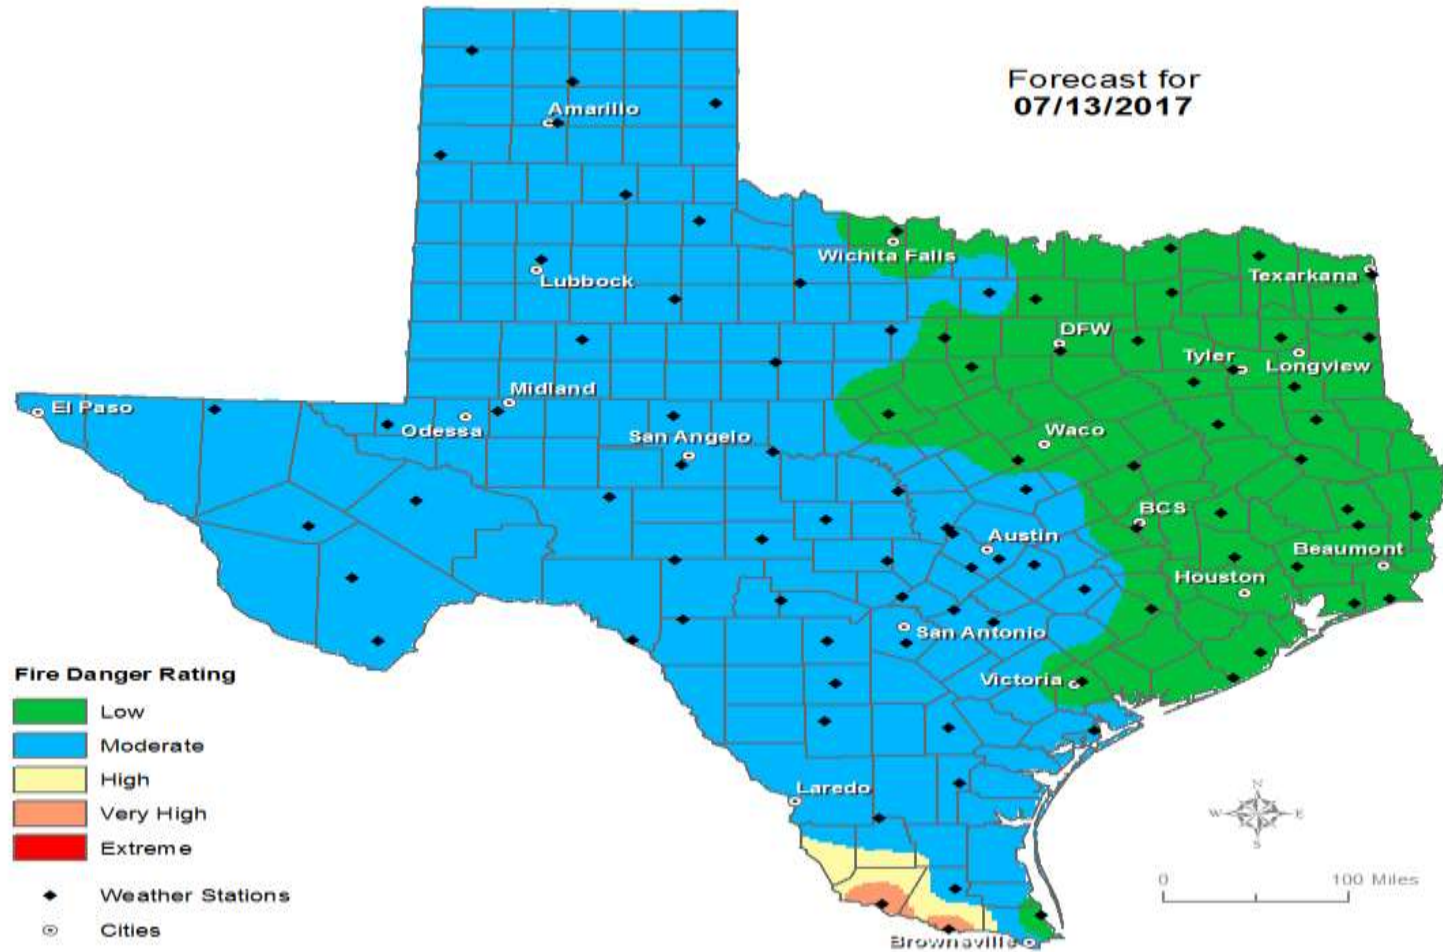 Forecast for
07/13/2017
Amarillo
Wichita Falls
Texarkana
Lubbock
DFW
Tyler
Longview
Midland
El Paso
Odessa
San Angelo
Waco
BCS
Austin
Beaumont
Houston
San Antonio
Victoria
Laredo
Brownsville
Fire Danger Rating
Low
Moderate
High
Very High
Extreme
Weather Stations
Cities
N
W E
S
0 100 Miles